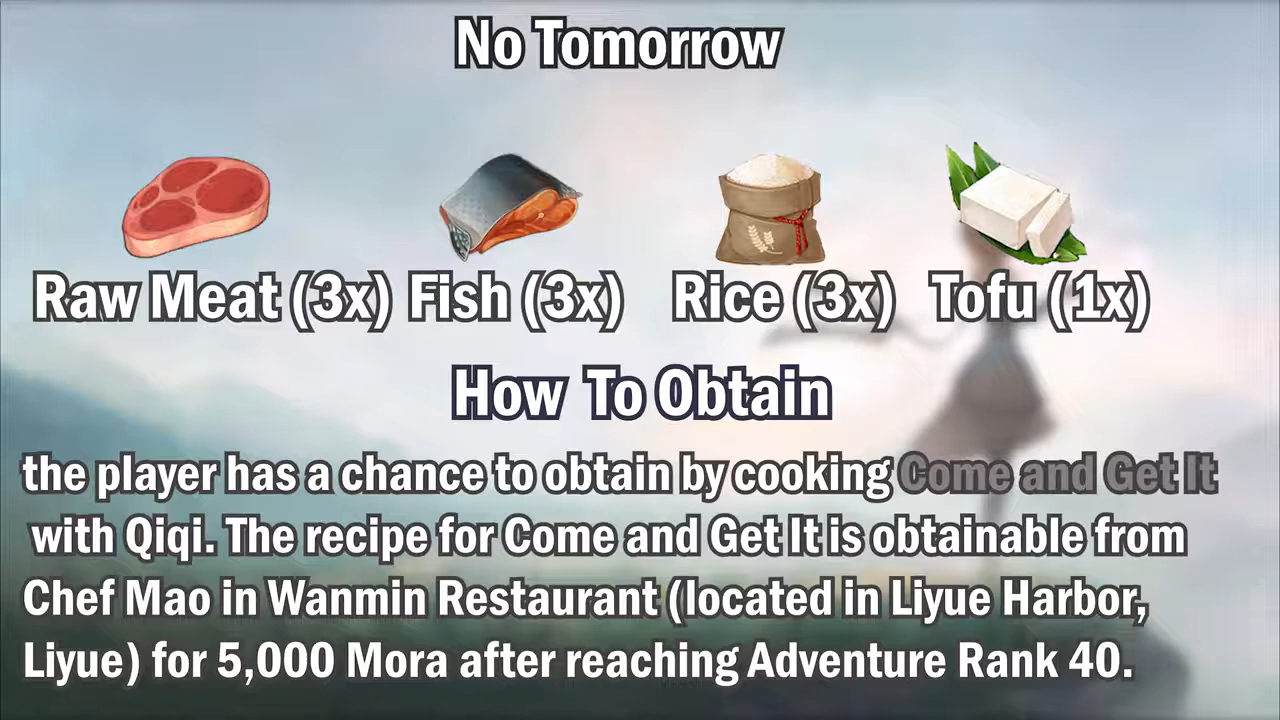 No Tomorrow
Raw Meat (3x) Fish (3x) Rice (3x) Tofu (1x)
How To Obtain
the player has a chance to obtain by cooking Come and Get It
with Qiqi. The recipe for Come and Get It is obtainable from
Chef Mao in Wanmin Restaurant (located in Liyue Harbor,
Liyue) for 5,000 Mora after reaching Adventure Rank 40.